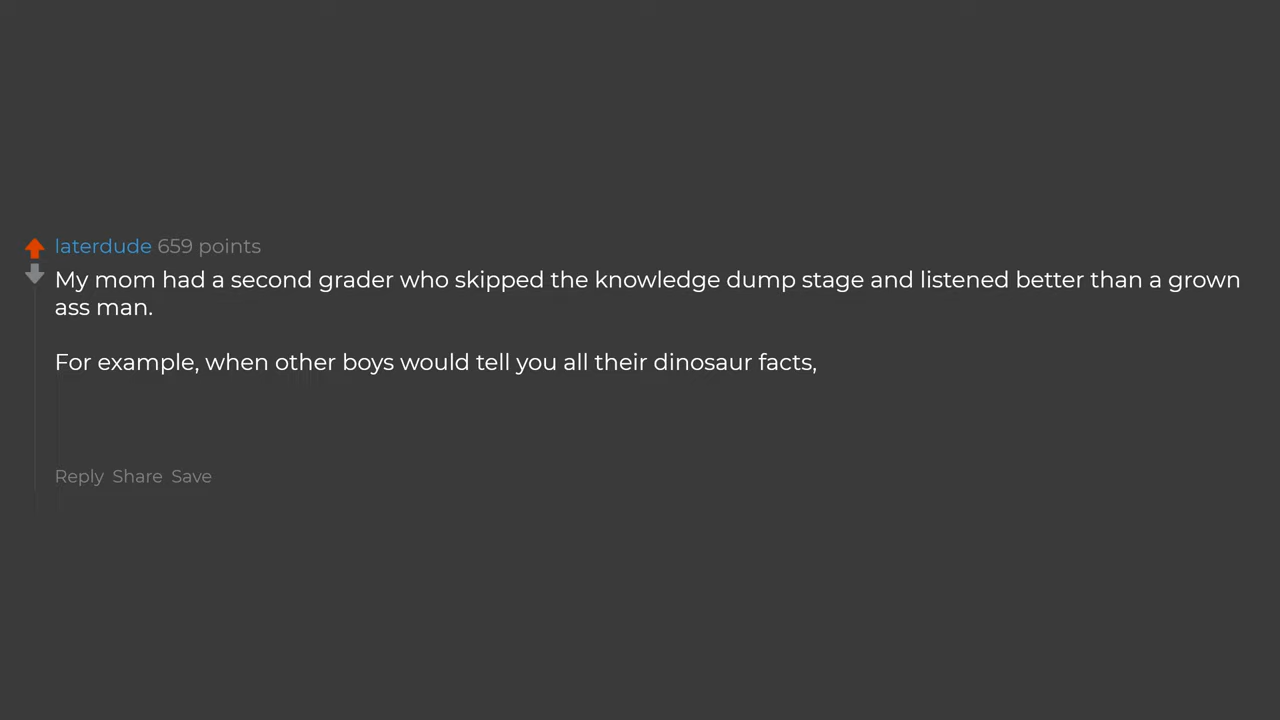 laterdude 659 points
My mom had a second grader who skipped the knowledge dump stage and listened better than a grown
ass man.
For example, when other boys would tell you all their dinosaur facts,
Reply Share Save